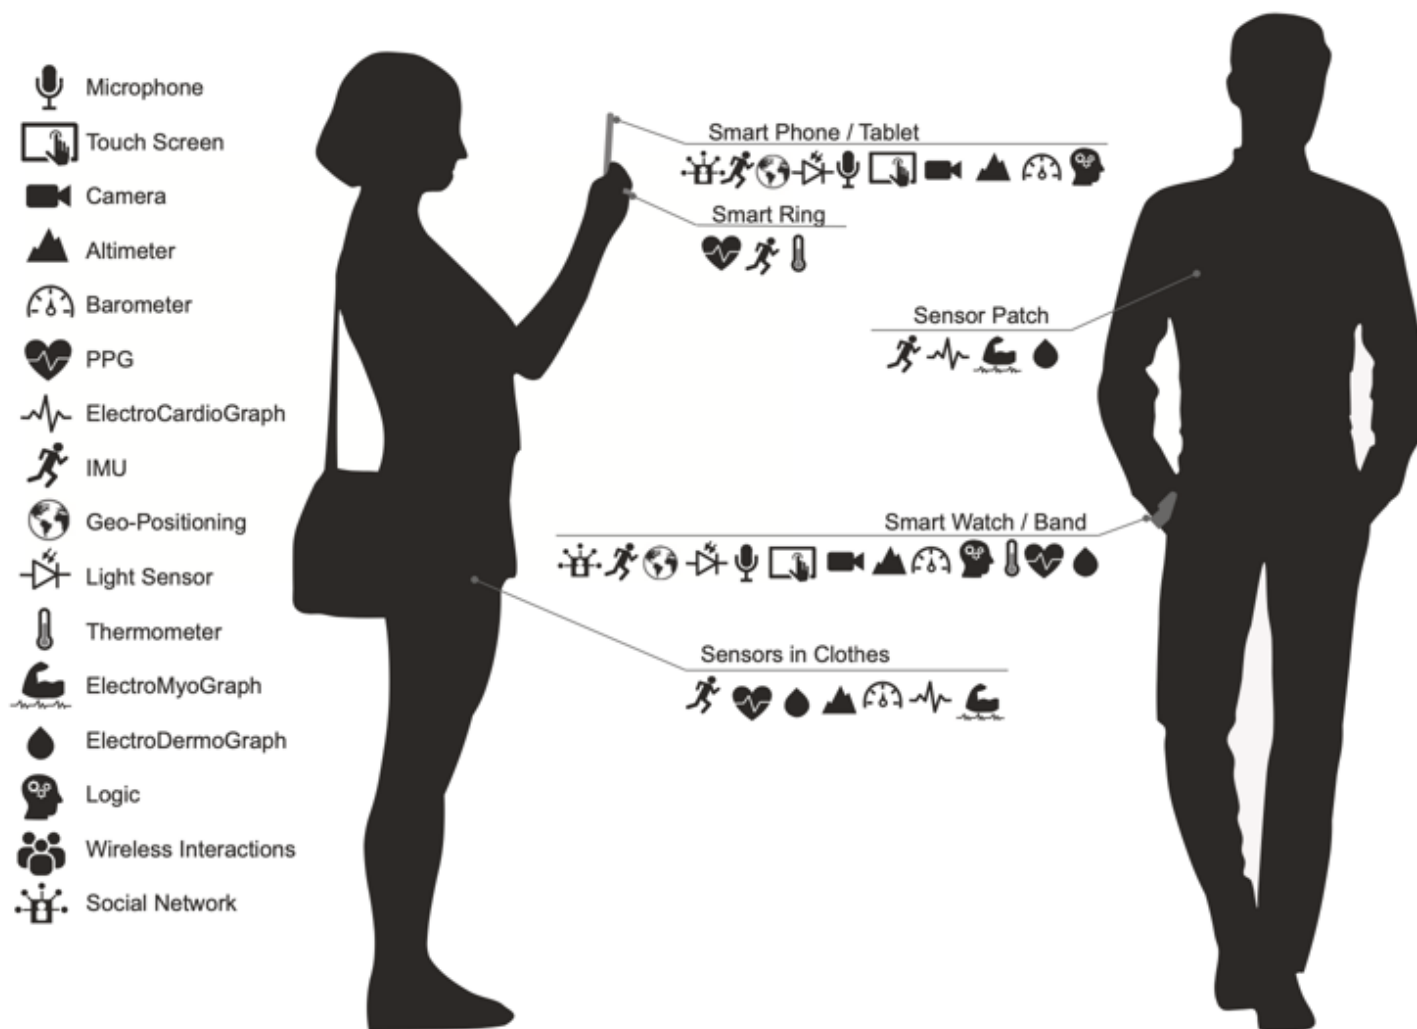 Microphone
Touch Screen
Camera
Altimeter
Barometer
PPG
ElectroCardioGraph
IMU
Geo-Positioning
Light Sensor
Thermometer
ElectroMyoGraph
ElectroDermoGraph
Logic
Wireless Interactions
Social Network
Smart Phone / Tablet
Smart Ring
Sensor Patch
Smart Watch / Band
Sensors in Clothes